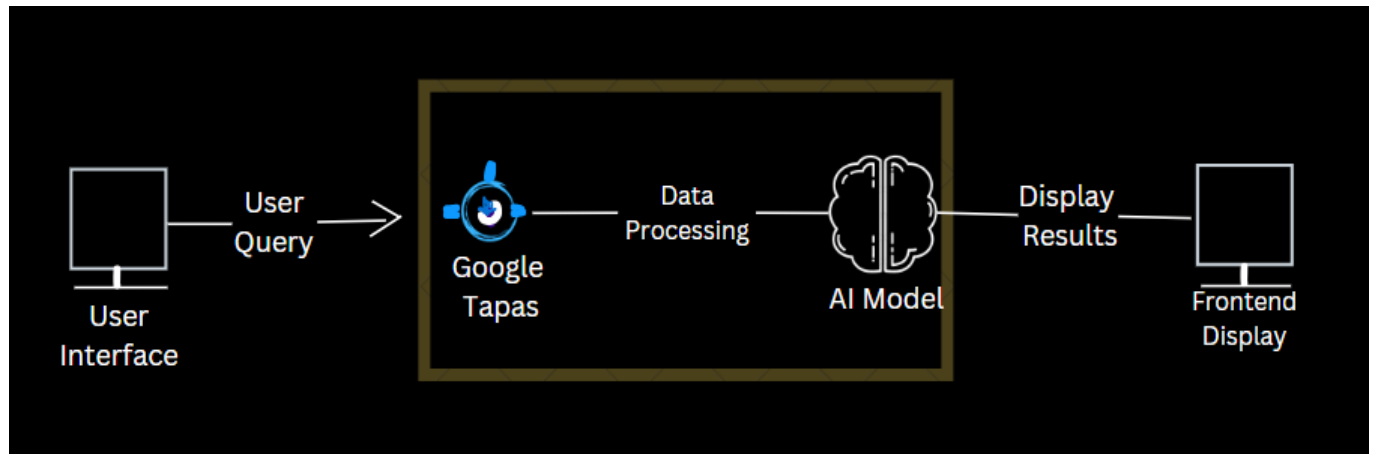 User
Query
User
Interface
Google
Tapas
Data
Processing
AI Model
Display
Results
Frontend
Display